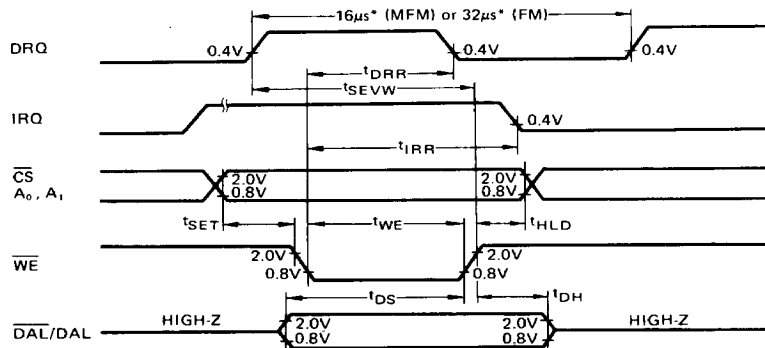 16μs* (MFM) or 32μs* (FM)
DRQ
0.4V
0.4V
0.4V
tDRR
tSEVW
IRQ
0.4V
tIRR
CS
A0, A1
2.0V
0.8V
2.0V
0.8V
tSET
tWE
tHLD
WE
2.0V
0.8V
2.0V
0.8V
tDS
tDH
DAL/DAL
HIGH-Z
2.0V
0.8V
2.0V
0.8V
HIGH-Z